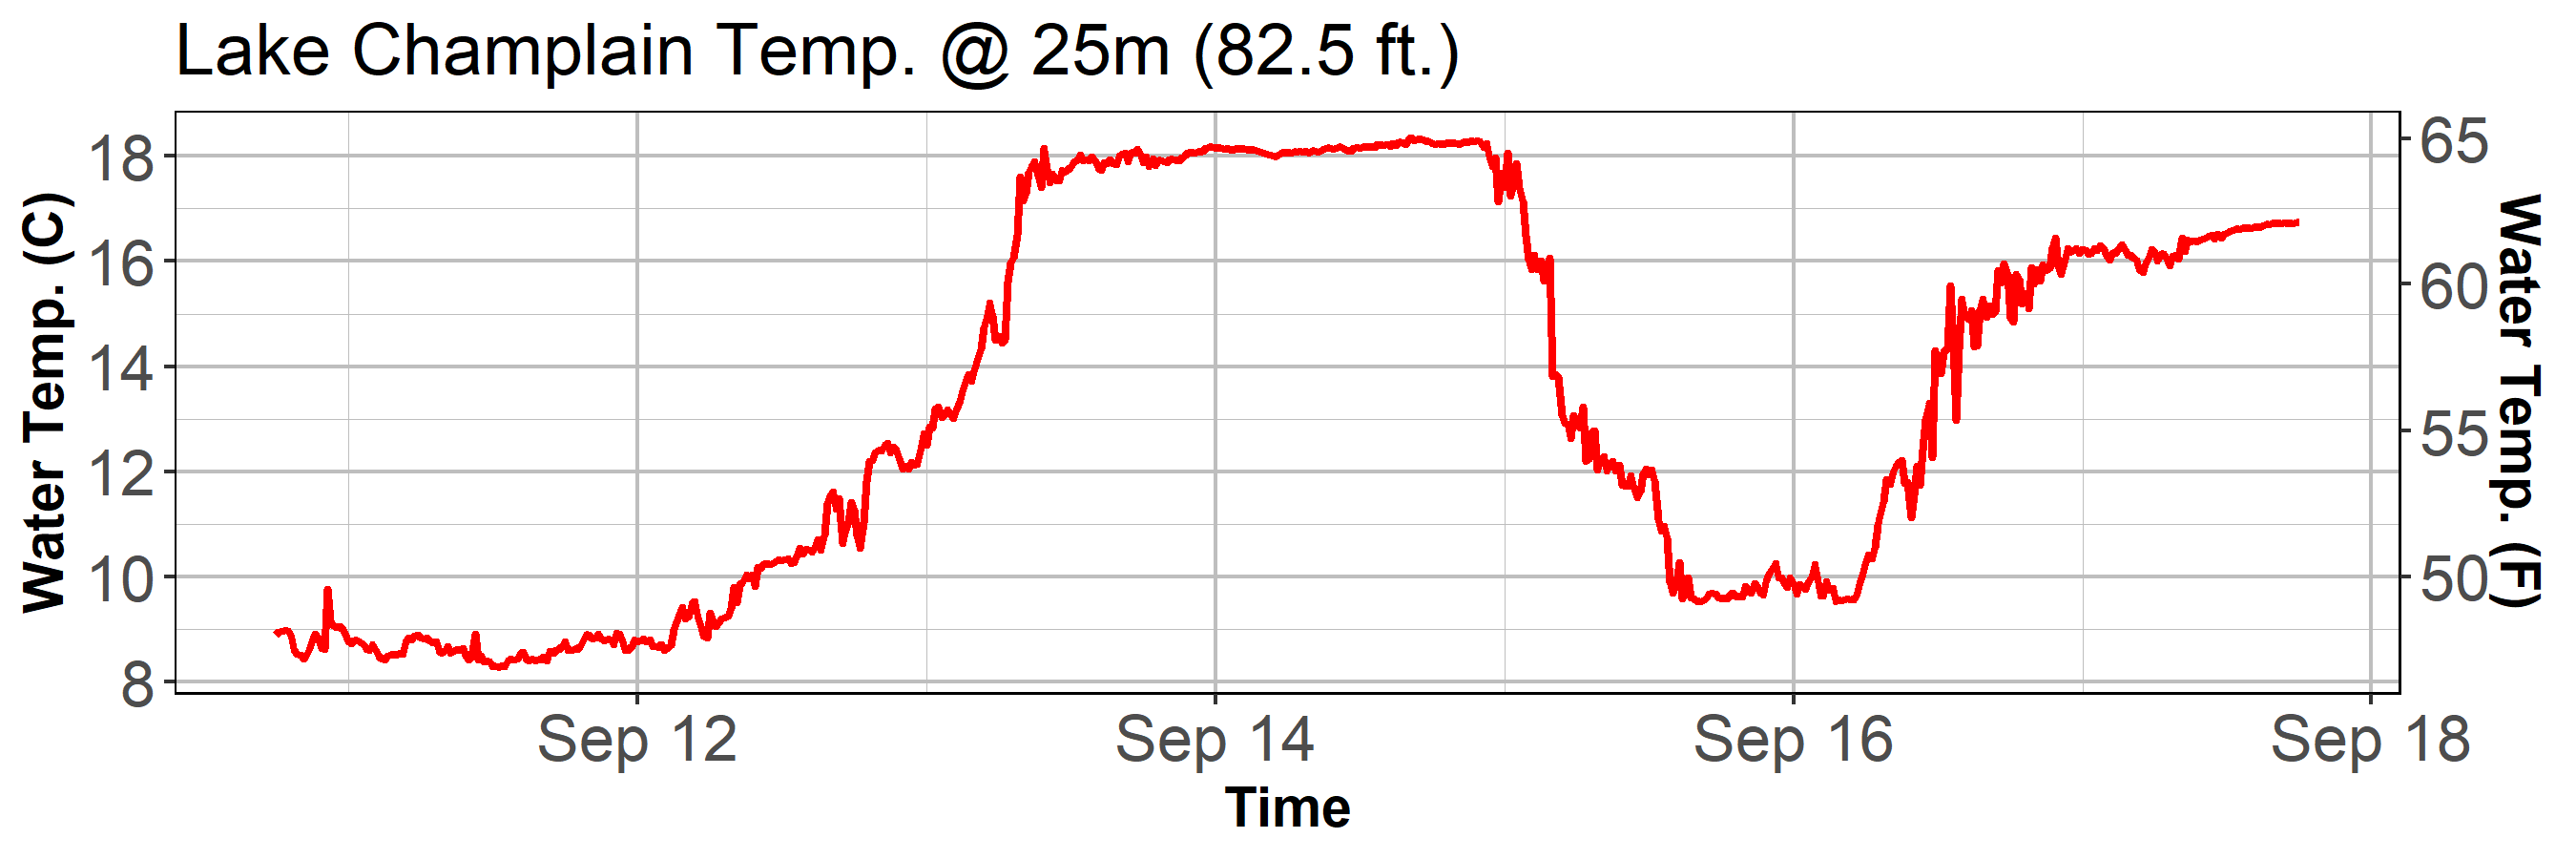 Lake Champlain Temp. @ 25m (82.5 ft.)
Water Temp. (C)
18
16
14
12
10
8
65
60
55
50
Water Temp. (F)
Sep 12 Sep 14 Sep 16 Sep 18
Time